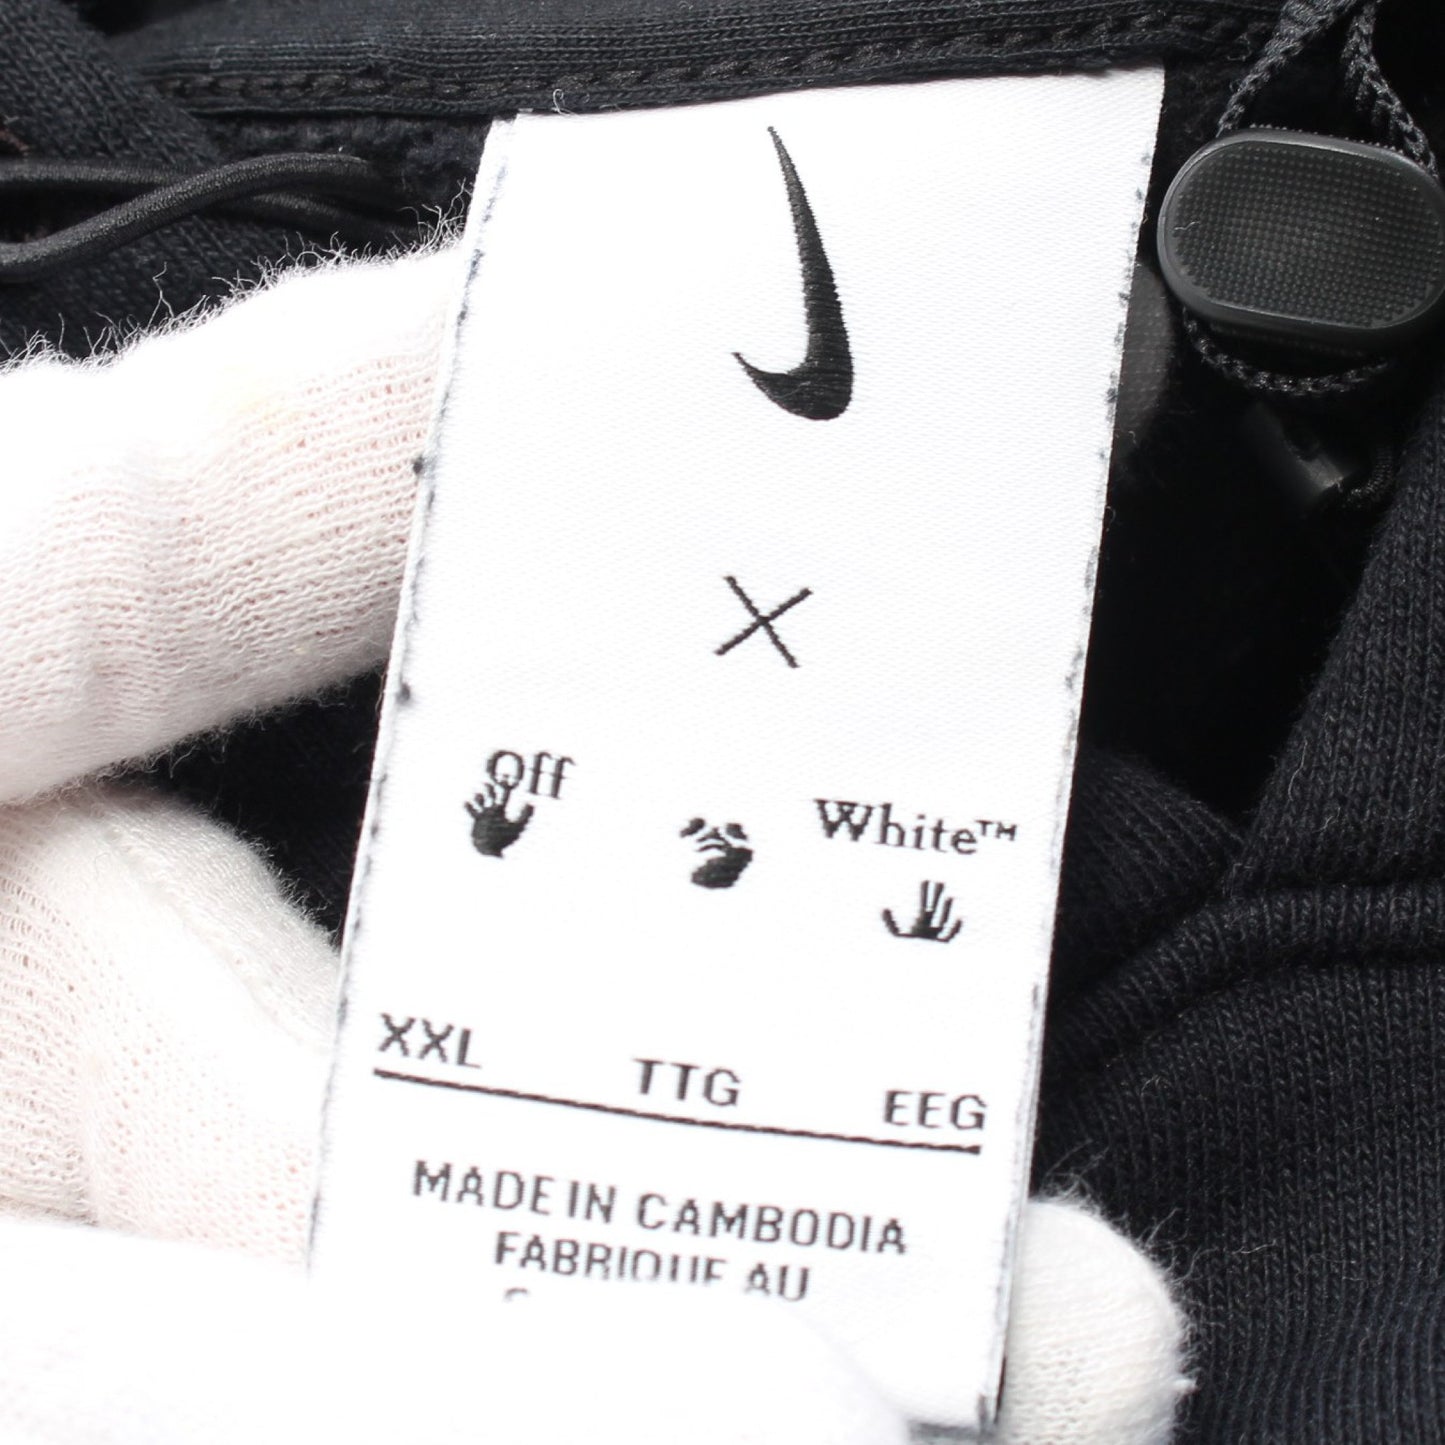 X
Off White™
XXL TTG EEG
MADE IN CAMBODIA
FABRIQUE AU